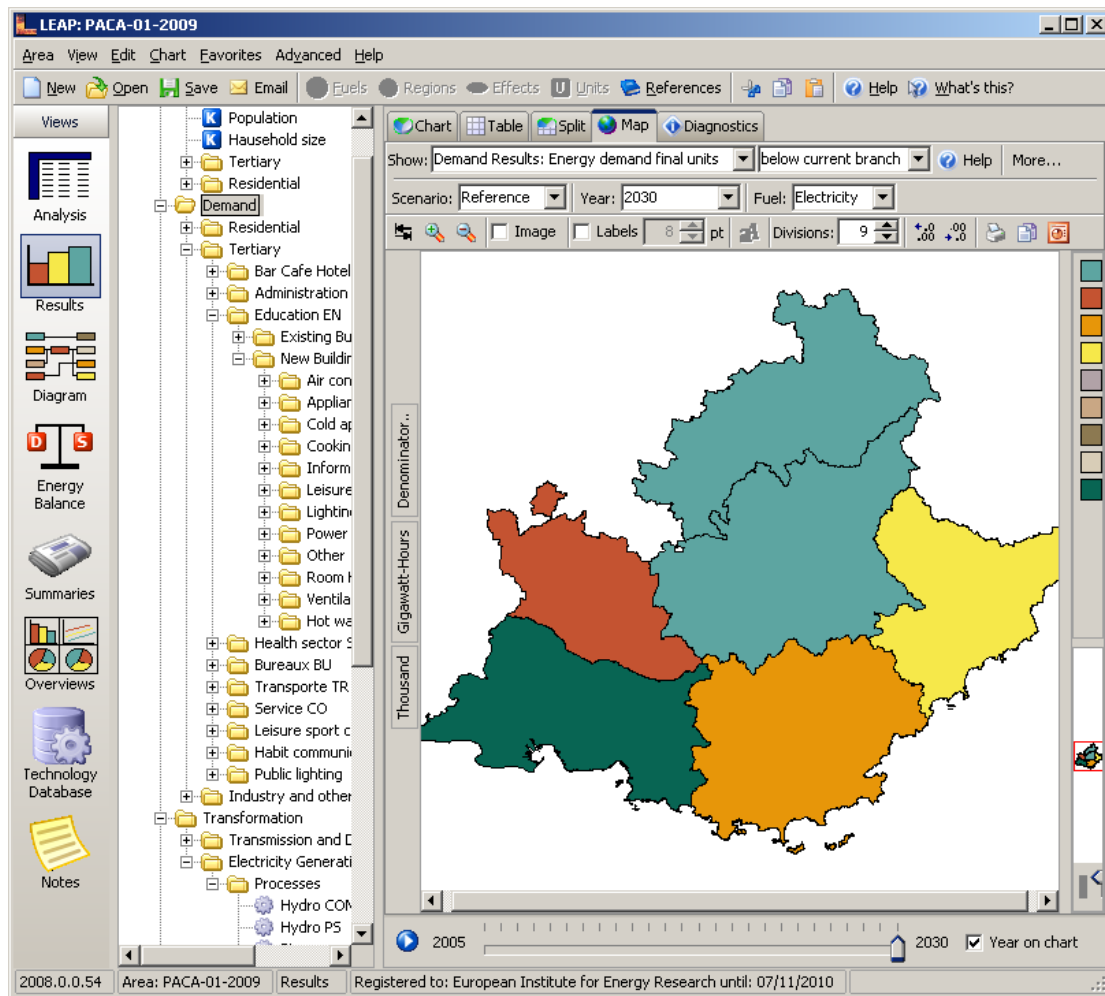 LEAP: PACA-01-2009
Area View Edit Chart Favorites Advanced Help
New Open Save Email Fuels Regions Effects Units References Help What's this?
Views
Analysis
Results
Diagram
Energy
Balance
Summaries
Overviews
Technology
Database
Notes
Population
Hausehold size
Tertiary
Residential
Demand
Residential
Tertiary
Bar Cafe Hotel
Administration
Education EN
Existing Bu
New Buildin
Air con
Applian
Cold ap
Cookin
Inform
Leisure
Lightin
Power
Other
Room H
Ventila
Hot wa
Health sector S
Bureaux BU
Transporte TR
Service CO
Leisure sport c
Habit communi
Public lighting
Industry and other
Transformation
Transmission and D
Electricity Generati
Processes
Hydro CON
Hydro PS
Chart Table Split Map Diagnostics
Show: Demand Results: Energy demand final units below current branch Help More...
Scenario: Reference Year: 2030 Fuel: Electricity
Image Labels 8 pt Divisions: 9
Denominator..
Gigawatt-Hours
Thousand
2005 2030 Year on chart
2008.0.0.54 Area: PACA-01-2009 Results Registered to: European Institute for Energy Research until: 07/11/2010